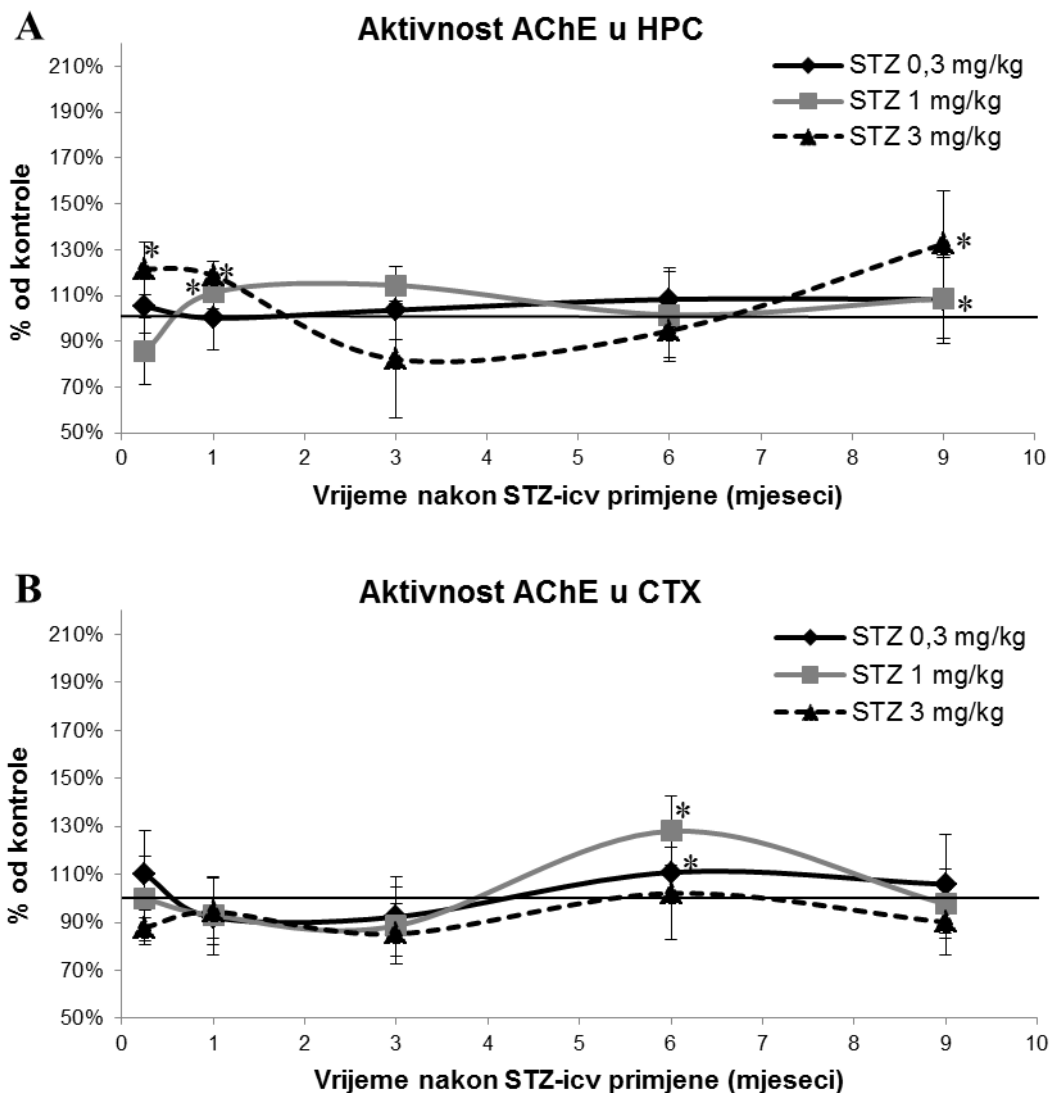 A
Aktivnost AChE u HPC
210%
190%
170%
150%
130%
110%
90%
70%
50%
% od kontrole
STZ 0,3 mg/kg
STZ 1 mg/kg
STZ 3 mg/kg
* * * * * *
0 1 2 3 4 5 6 7 8 9 10
Vrijeme nakon STZ-icv primjene (mjeseci)
B
Aktivnost AChE u CTX
210%
190%
170%
150%
130%
110%
90%
70%
50%
% od kontrole
STZ 0,3 mg/kg
STZ 1 mg/kg
STZ 3 mg/kg
* *
0 1 2 3 4 5 6 7 8 9 10
Vrijeme nakon STZ-icv primjene (mjeseci)